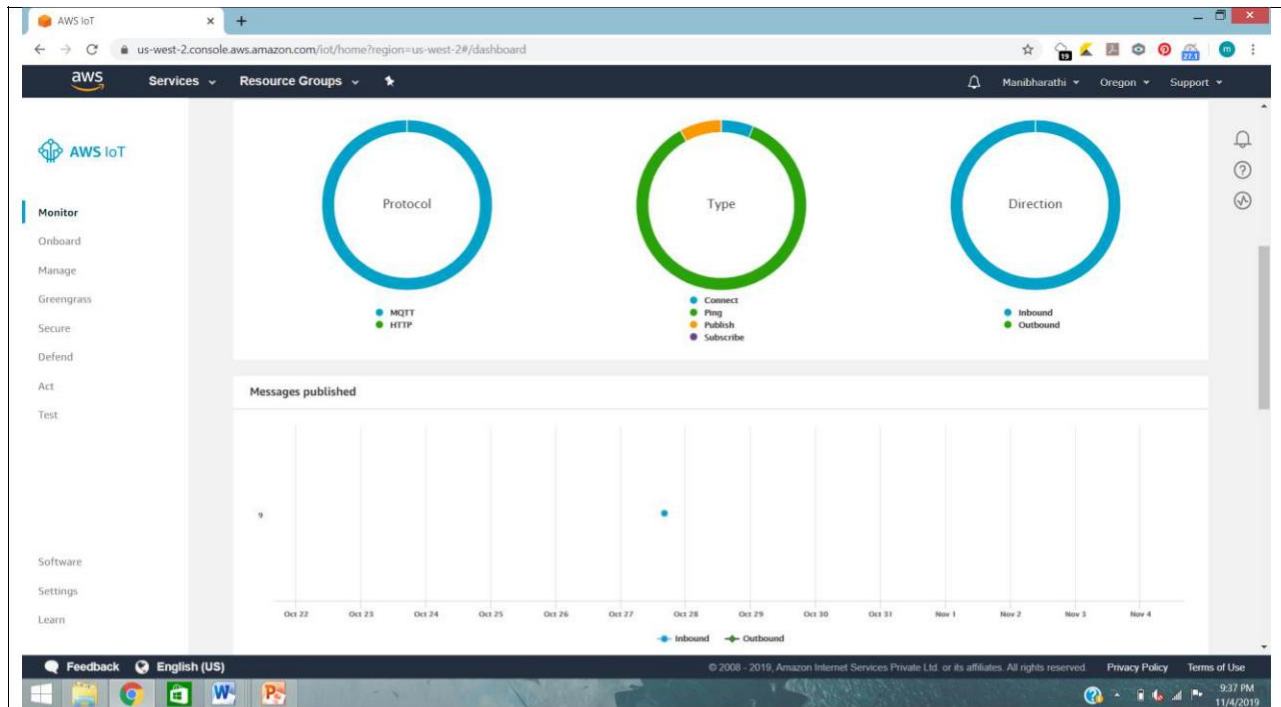 AWS IoT
us-west-2.console.aws.amazon.com/iot/home?region=us-west-2#/dashboard
19
27.1
m
aws Services Resource Groups Manibharathi Oregon Support
AWS IoT
Monitor
Onboard
Manage
Greengrass
Secure
Defend
Act
Test
Software
Settings
Learn
Protocol
MQTT
HTTP
Type
Connect
Ping
Publish
Subscribe
Direction
Inbound
Outbound
Messages published
9
Oct 22 Oct 23 Oct 24 Oct 25 Oct 26 Oct 27 Oct 28 Oct 29 Oct 30 Oct 31 Nov 1 Nov 2 Nov 3 Nov 4
Inbound Outbound
Feedback English (US) © 2008 - 2019, Amazon Internet Services Private Ltd. or its affiliates. All rights reserved. Privacy Policy Terms of Use
9:37 PM
11/4/2019